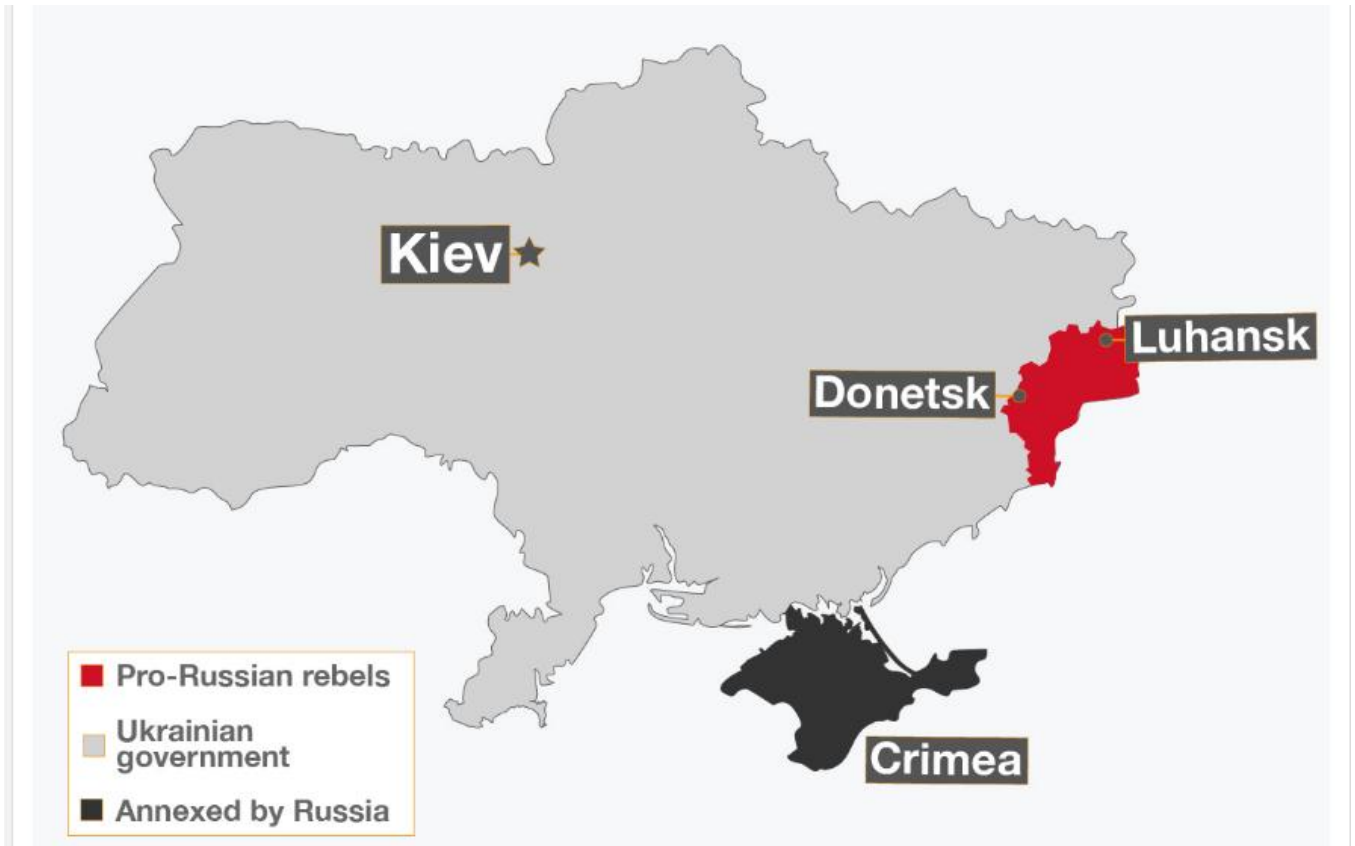 Kiev
Luhansk
Donetsk
Crimea
Pro-Russian rebels
Ukrainian
government
Annexed by Russia